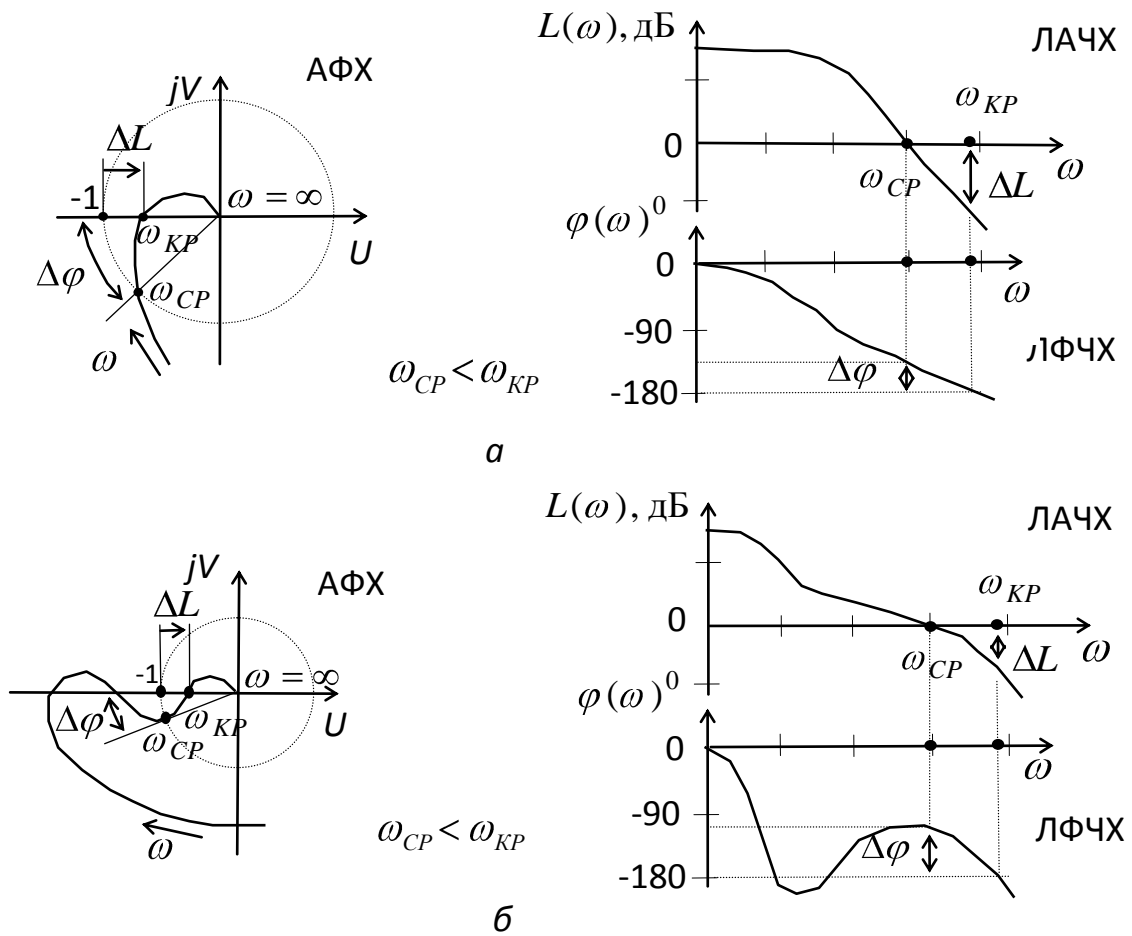 АФХ
jV
ΔL
-1
ω = ∞
ω_KP
U
Δφ
ω_CP
ω
ω_CP < ω_KP
L(ω), дБ
ЛАЧХ
ω_KP
0
ω_CP
ΔL
ω
φ(ω)⁰
0
ω
-90
ЛФЧХ
Δφ
-180
а
jV
АФХ
ΔL
-1
ω = ∞
Δφ
ω_KP
U
ω_CP
ω
ω_CP < ω_KP
L(ω), дБ
ЛАЧХ
ω_KP
0
ω_CP
ΔL
ω
φ(ω)⁰
0
ω
-90
ЛФЧХ
Δφ
-180
б